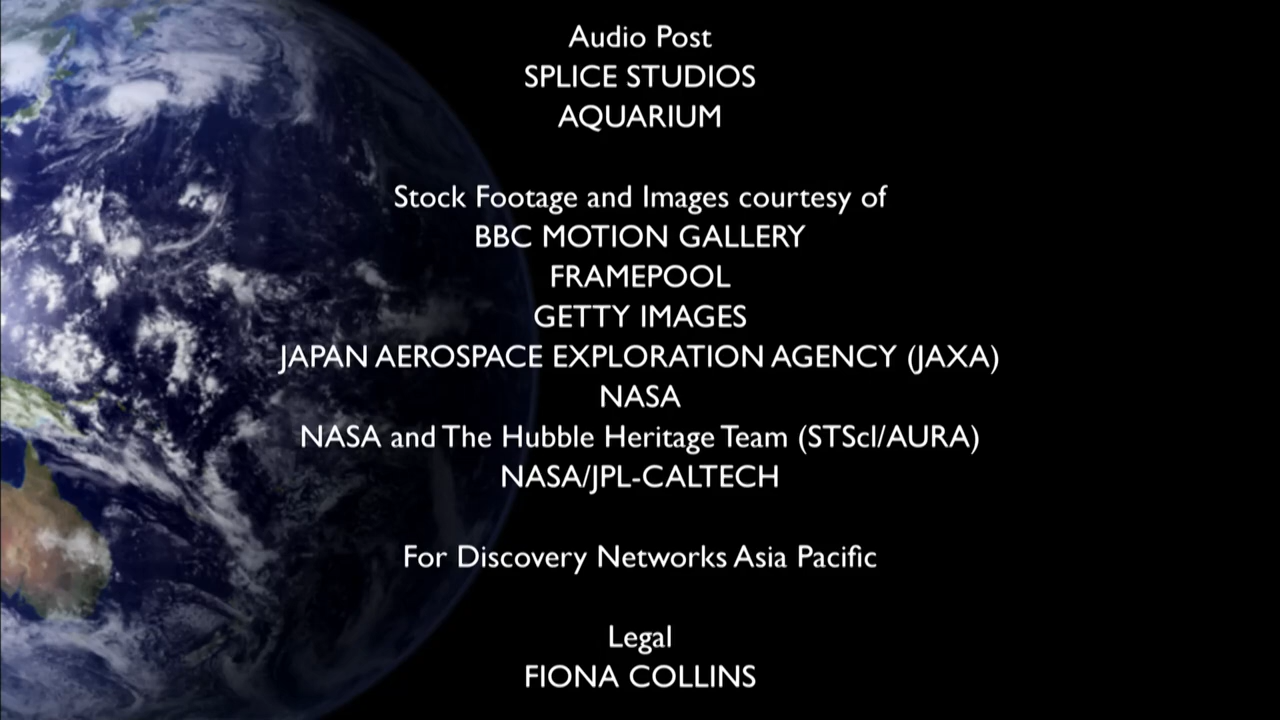 Audio Post
SPLICE STUDIOS
AQUARIUM
Stock Footage and Images courtesy of
BBC MOTION GALLERY
FRAMEPOOL
GETTY IMAGES
JAPAN AEROSPACE EXPLORATION AGENCY (JAXA)
NASA
NASA and The Hubble Heritage Team (STScl/AURA)
NASA/JPL-CALTECH
For Discovery Networks Asia Pacific
Legal
FIONA COLLINS